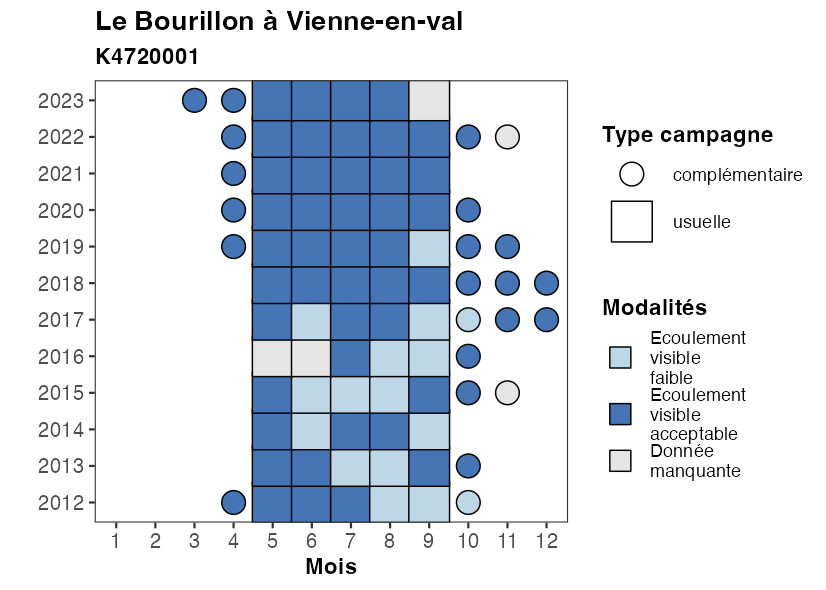 Le Bourillon à Vienne-en-val
K4720001
2023
2022
2021
2020
2019
2018
2017
2016
2015
2014
2013
2012
1 2 3 4 5 6 7 8 9 10 11 12
Mois
Type campagne
complémentaire
usuelle
Modalités
Ecoulement
visible
faible
Ecoulement
visible
acceptable
Donnée
manquante